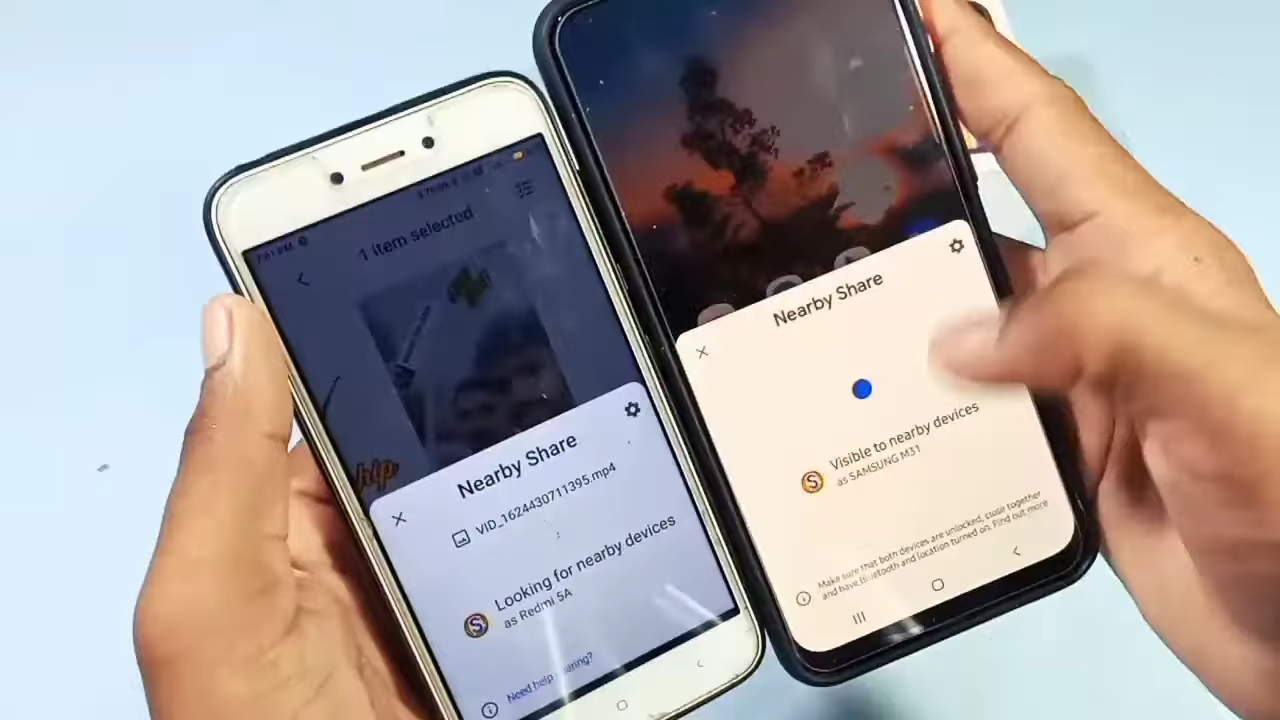 1 item selected
Nearby Share
VID_1624430711395.mp4
Looking for nearby devices
as Redmi 5A
Need help sharing?
Nearby Share
Visible to nearby devices
as SAMSUNG M31
Make sure that both devices are unlocked, close together
and have Bluetooth and location turned on. Find out more